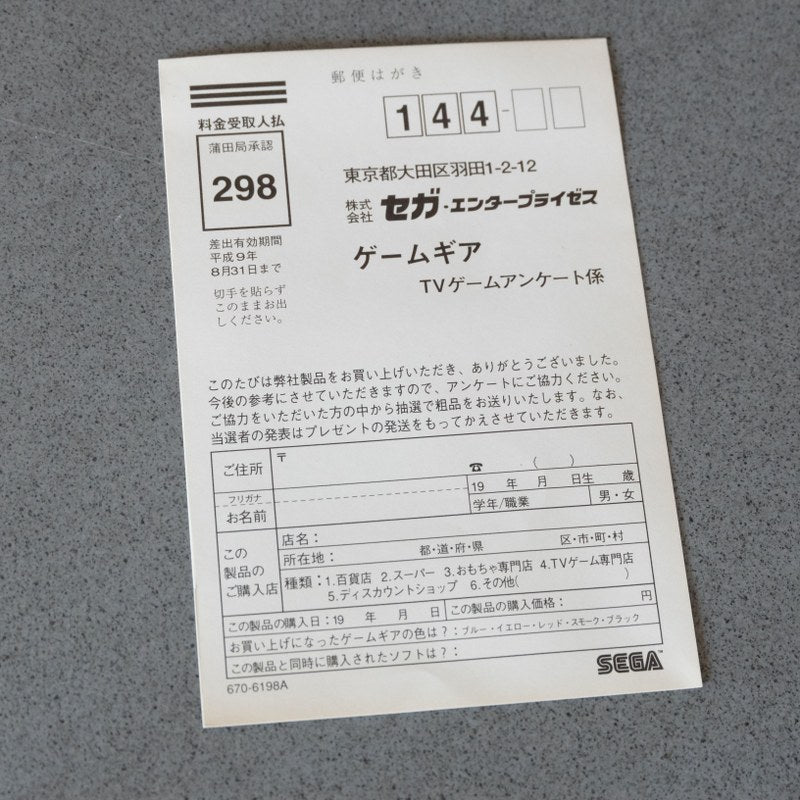 郵便はがき
料金受取人払
蒲田局承認
298
差出有効期間
平成9年
8月31日まで
切手を貼らず
このままお出
しください。
144-
東京都大田区羽田1-2-12
株式会社 セガ・エンタープライゼス
ゲームギア
TVゲームアンケート係
このたびは弊社製品をお買い上げいただき、ありがとうございました。
今後の参考にさせていただきますので、アンケートにご協力ください。
ご協力をいただいた方の中から抽選で粗品をお送りいたします。なお、
当選者の発表はプレゼントの発送をもってかえさせていただきます。
ご住所 〒
☎ ( )
フリガナ
お名前
19 年 月 日生 歳
学年/職業 男・女
この製品のご購入店
店名：
所在地： 都・道・府・県 区・市・町・村
種類：1.百貨店 2.スーパー 3.おもちゃ専門店 4.TVゲーム専門店
5.ディスカウントショップ 6.その他( )
この製品の購入日：19 年 月 日 この製品の購入価格： 円
お買い上げになったゲームギアの色は？：ブルー・イエロー・レッド・スモーク・ブラック
この製品と同時に購入されたソフトは？：
670-6198A
SEGA™